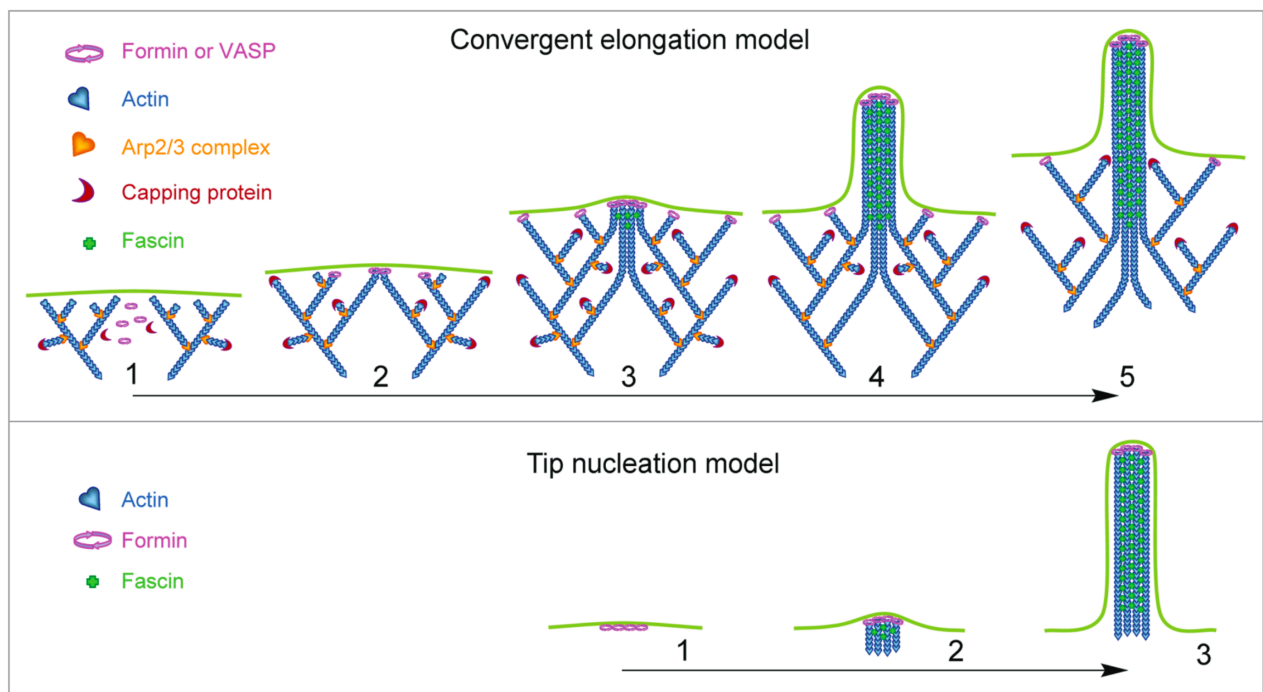 Convergent elongation model
Formin or VASP
Actin
Arp2/3 complex
Capping protein
Fascin
1
2
3
4
5
Tip nucleation model
Actin
Formin
Fascin
1
2
3